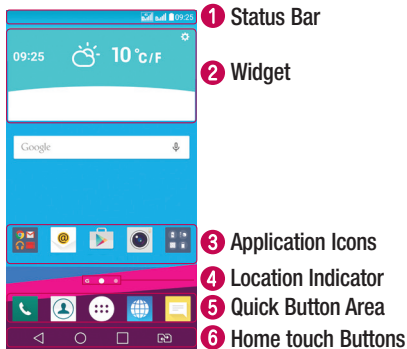 09:25
1 Status Bar
09:25 10°C/F
2 Widget
Google
3 Application Icons
G
4 Location Indicator
5 Quick Button Area
6 Home touch Buttons